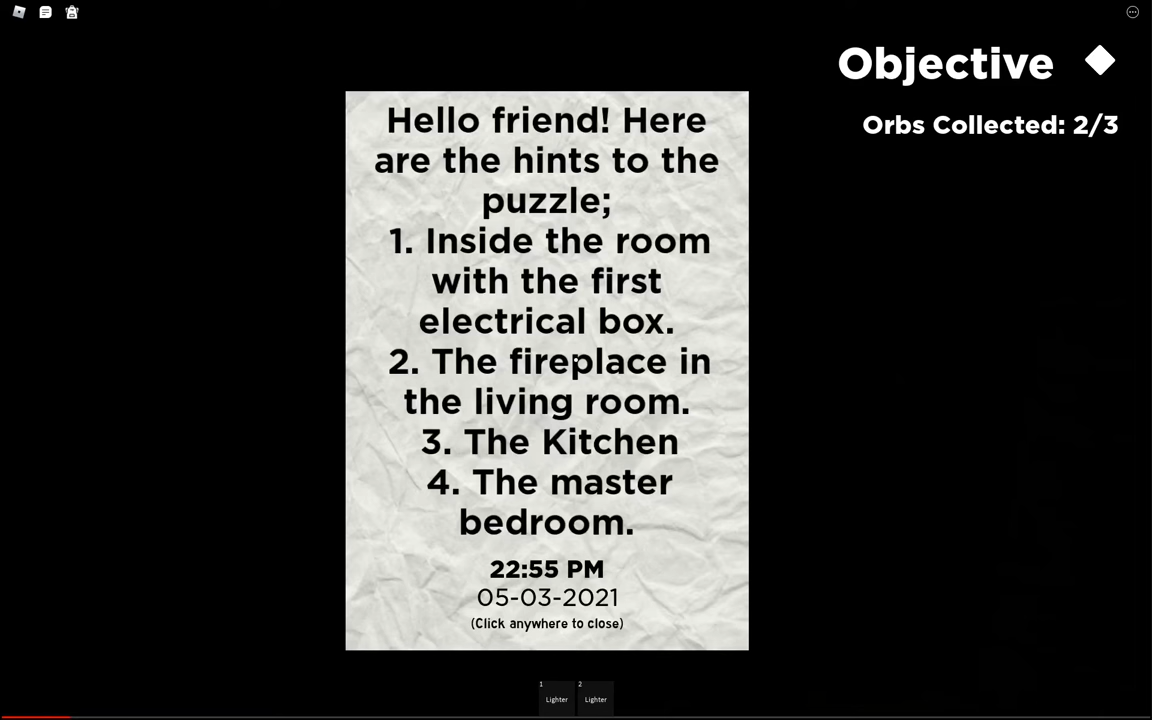 Objective
Orbs Collected: 2/3
Hello friend! Here
are the hints to the
puzzle;
1. Inside the room
with the first
electrical box.
2. The fireplace in
the living room.
3. The Kitchen
4. The master
bedroom.
22:55 PM
05-03-2021
(Click anywhere to close)
1 2
Lighter Lighter